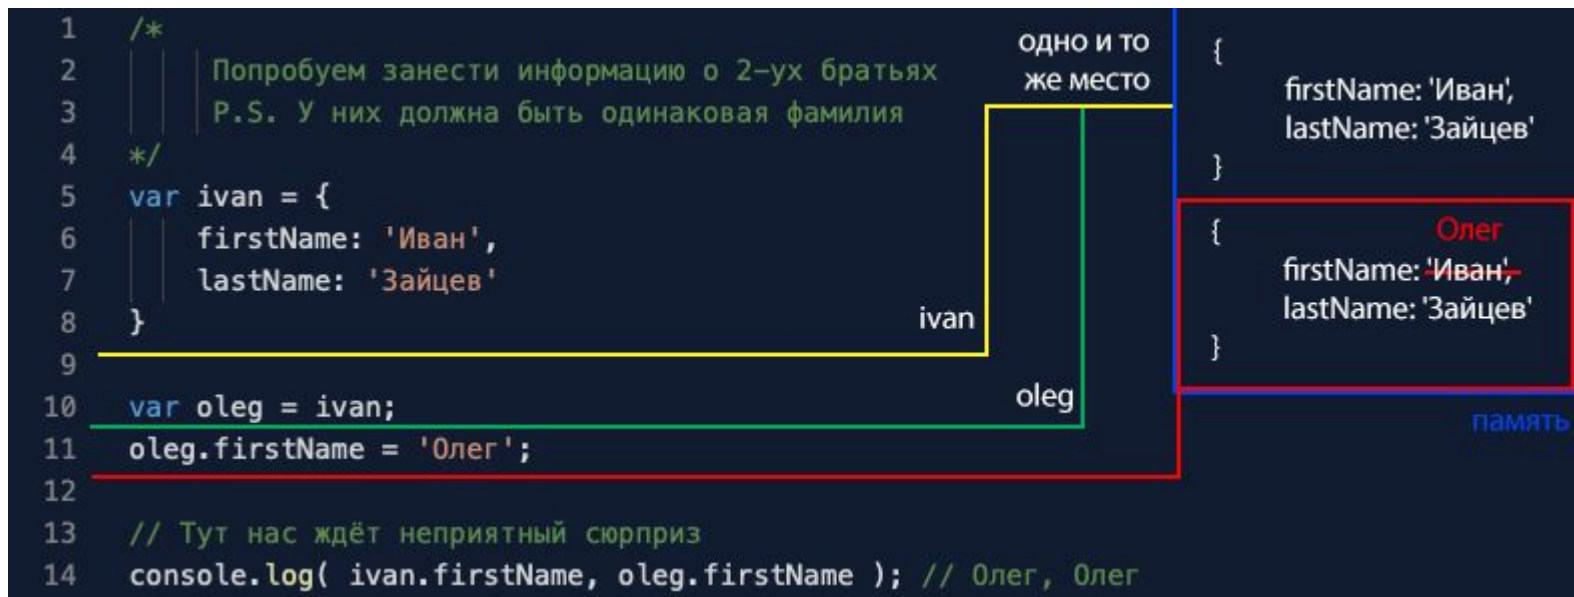 1 /*
2 Попробуем занести информацию о 2-ух братьях
3 P.S. У них должна быть одинаковая фамилия
4 */
5 var ivan = {
6 firstName: 'Иван',
7 lastName: 'Зайцев'
8 }
9
10 var oleg = ivan;
11 oleg.firstName = 'Олег';
12
13 // Тут нас ждёт неприятный сюрприз
14 console.log( ivan.firstName, oleg.firstName ); // Олег, Олег
ivan
oleg
одно и то
же место
{
firstName: 'Иван',
lastName: 'Зайцев'
}
{
Олег
firstName: 'Иван',
lastName: 'Зайцев'
}
память